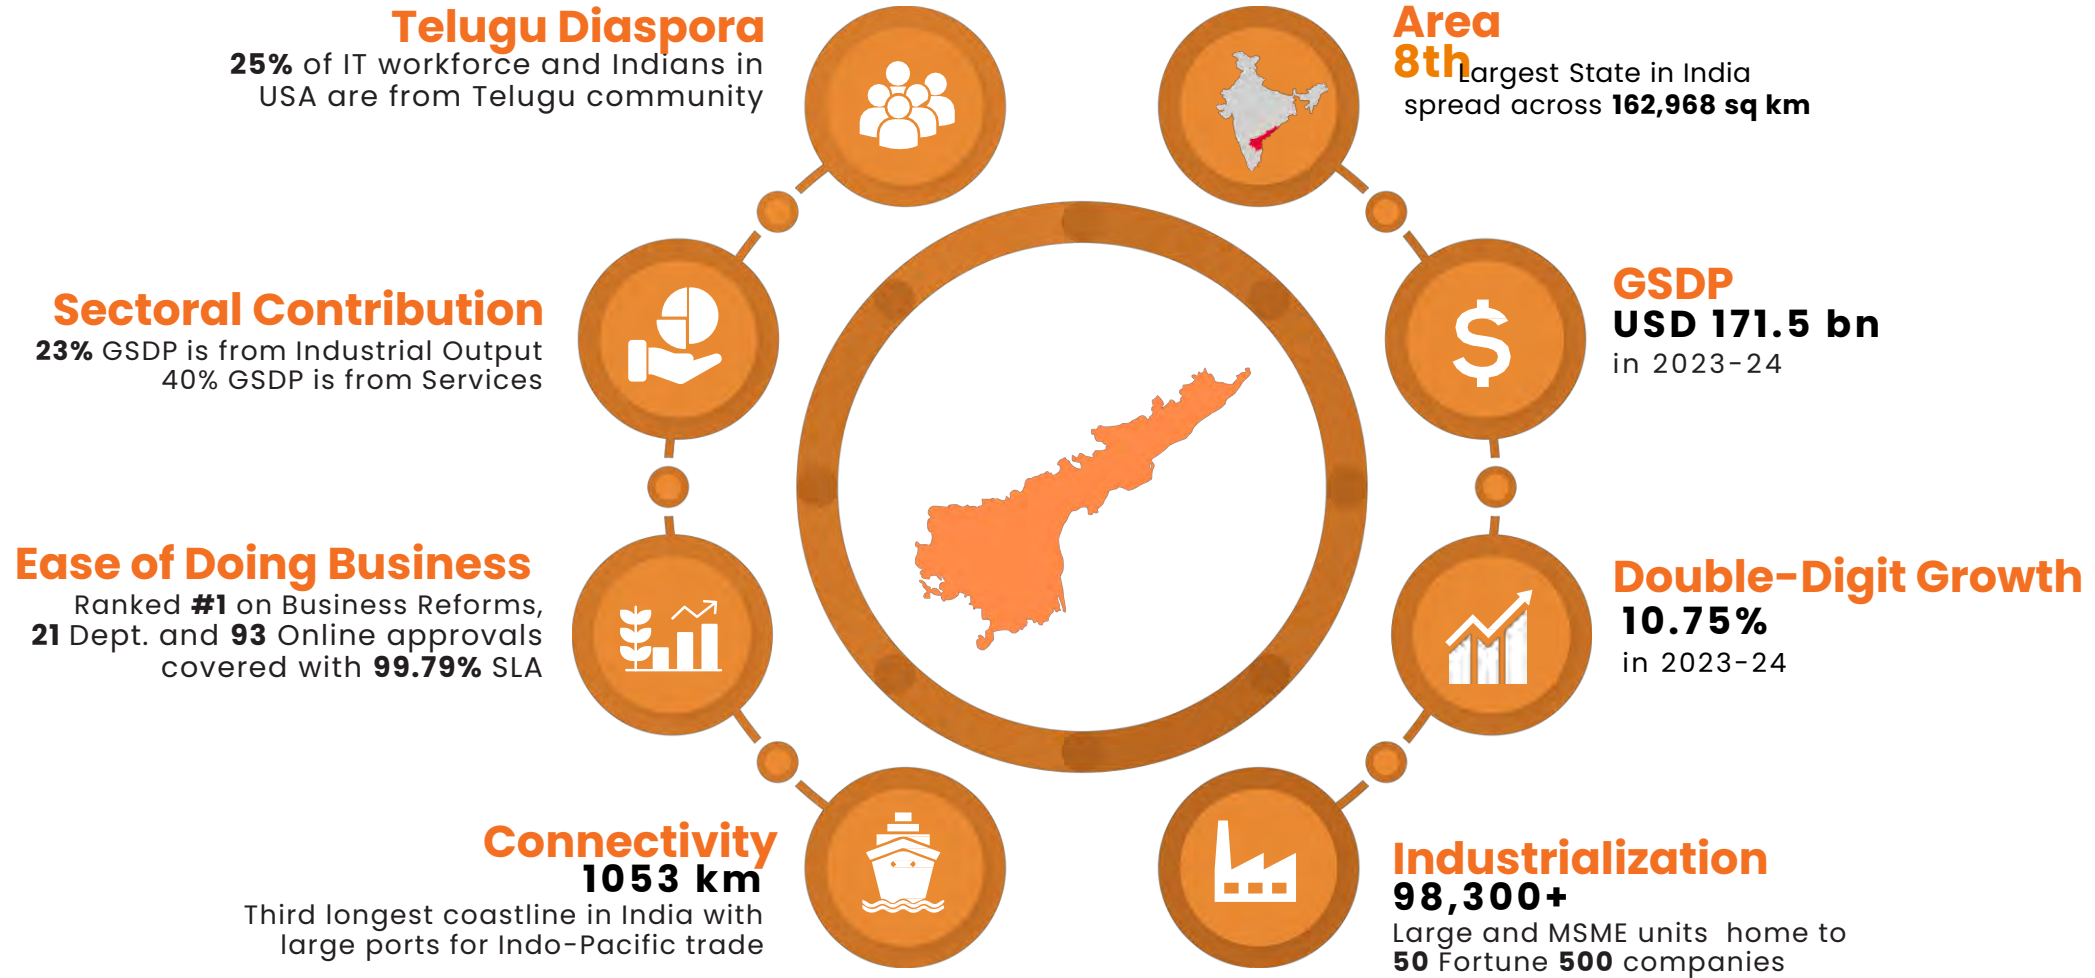 Telugu Diaspora
25% of IT workforce and Indians in
USA are from Telugu community
Area
8th Largest State in India
spread across 162,968 sq km
Sectoral Contribution
23% GSDP is from Industrial Output
40% GSDP is from Services
GSDP
USD 171.5 bn
in 2023-24
Ease of Doing Business
Ranked #1 on Business Reforms,
21 Dept. and 93 Online approvals
covered with 99.79% SLA
Double-Digit Growth
10.75%
in 2023-24
Connectivity
1053 km
Third longest coastline in India with
large ports for Indo-Pacific trade
Industrialization
98,300+
Large and MSME units home to
50 Fortune 500 companies